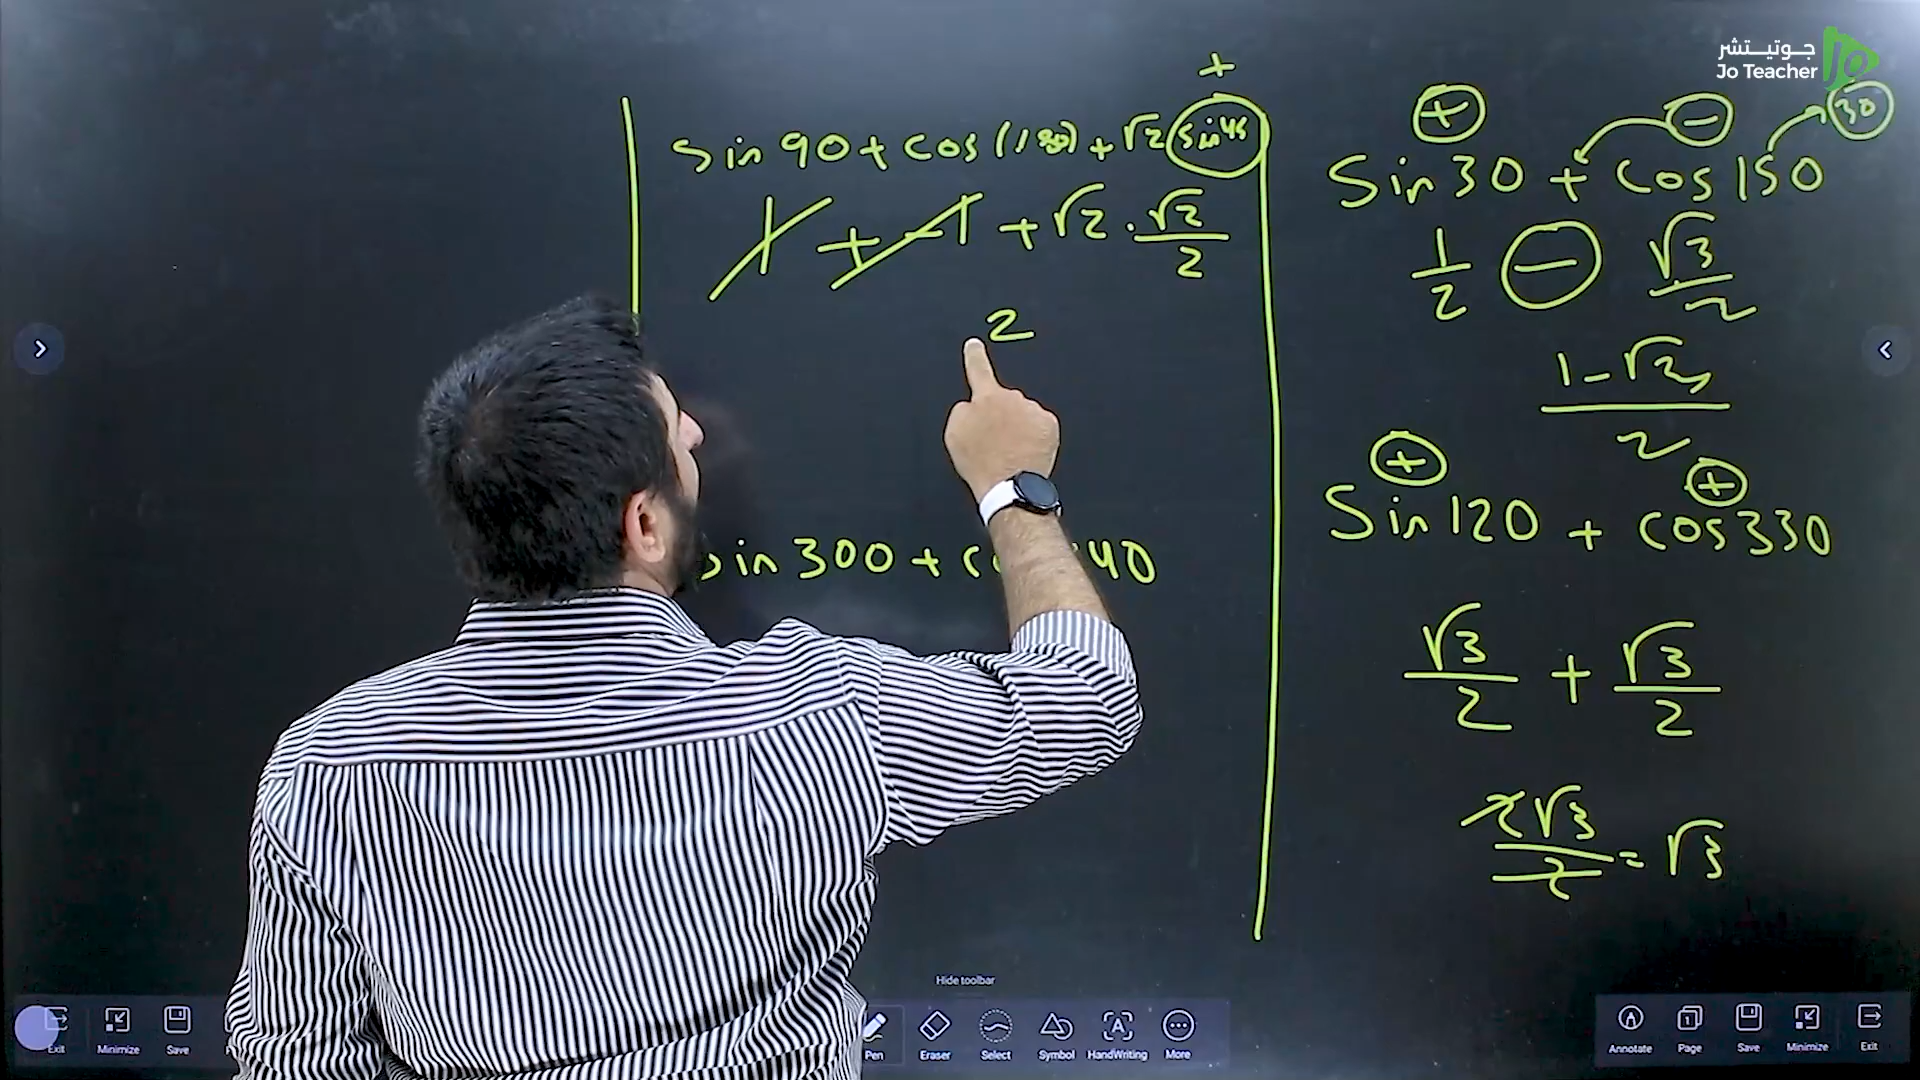 جوتيتشر
Jo Teacher
+
sin 90 + cos (180) + √2 sin 45
1 + -1 + √2 · √2/2
2
sin 300 + 40
+ − 30
Sin 30 + cos 150
1/2 − √3/2
1-√3/2
+ +
Sin 120 + cos 330
√3/2 + √3/2
2√3/2 = √3
Hide toolbar
Exit Minimize Save Pen Eraser Select Symbol HandWriting More
Annotate Page Save Minimize Exit